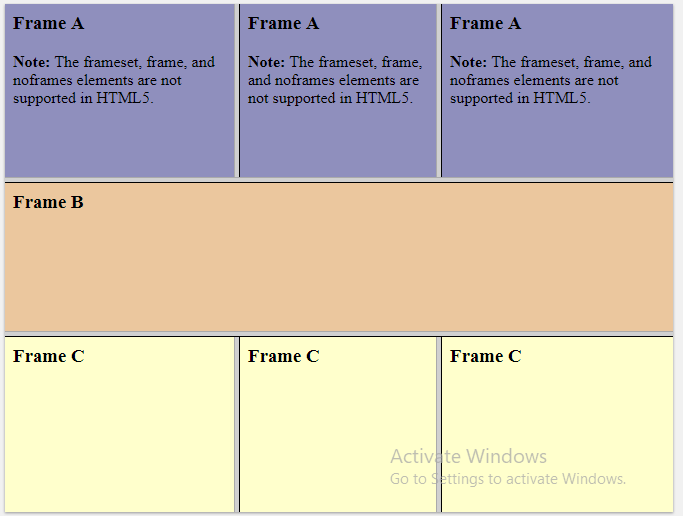 Frame A
Note: The frameset, frame, and
noframes elements are not
supported in HTML5.
Frame A
Note: The frameset, frame,
and noframes elements are
not supported in HTML5.
Frame A
Note: The frameset, frame, and
noframes elements are not
supported in HTML5.
Frame B
Frame C
Frame C
Frame C
Activate Windows
Go to Settings to activate Windows.